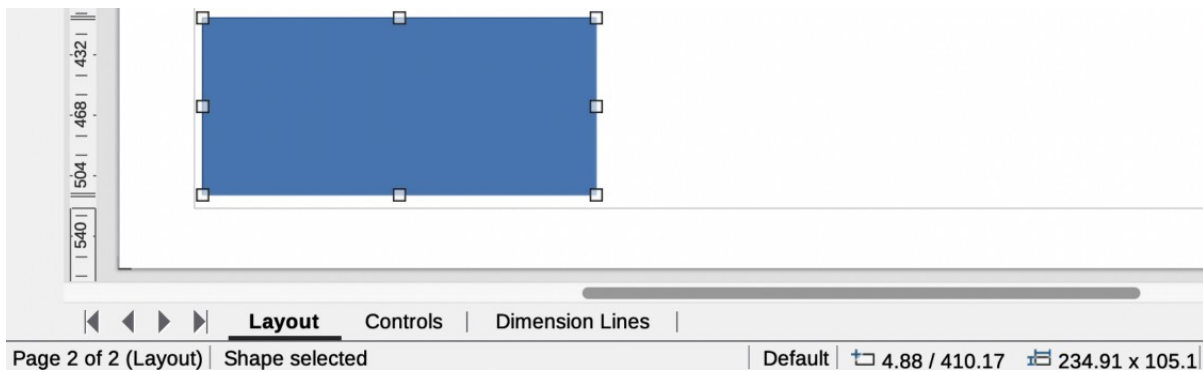 432
468
504
540
Layout Controls | Dimension Lines |
Page 2 of 2 (Layout) Shape selected Default 4.88 / 410.17 234.91 x 105.1